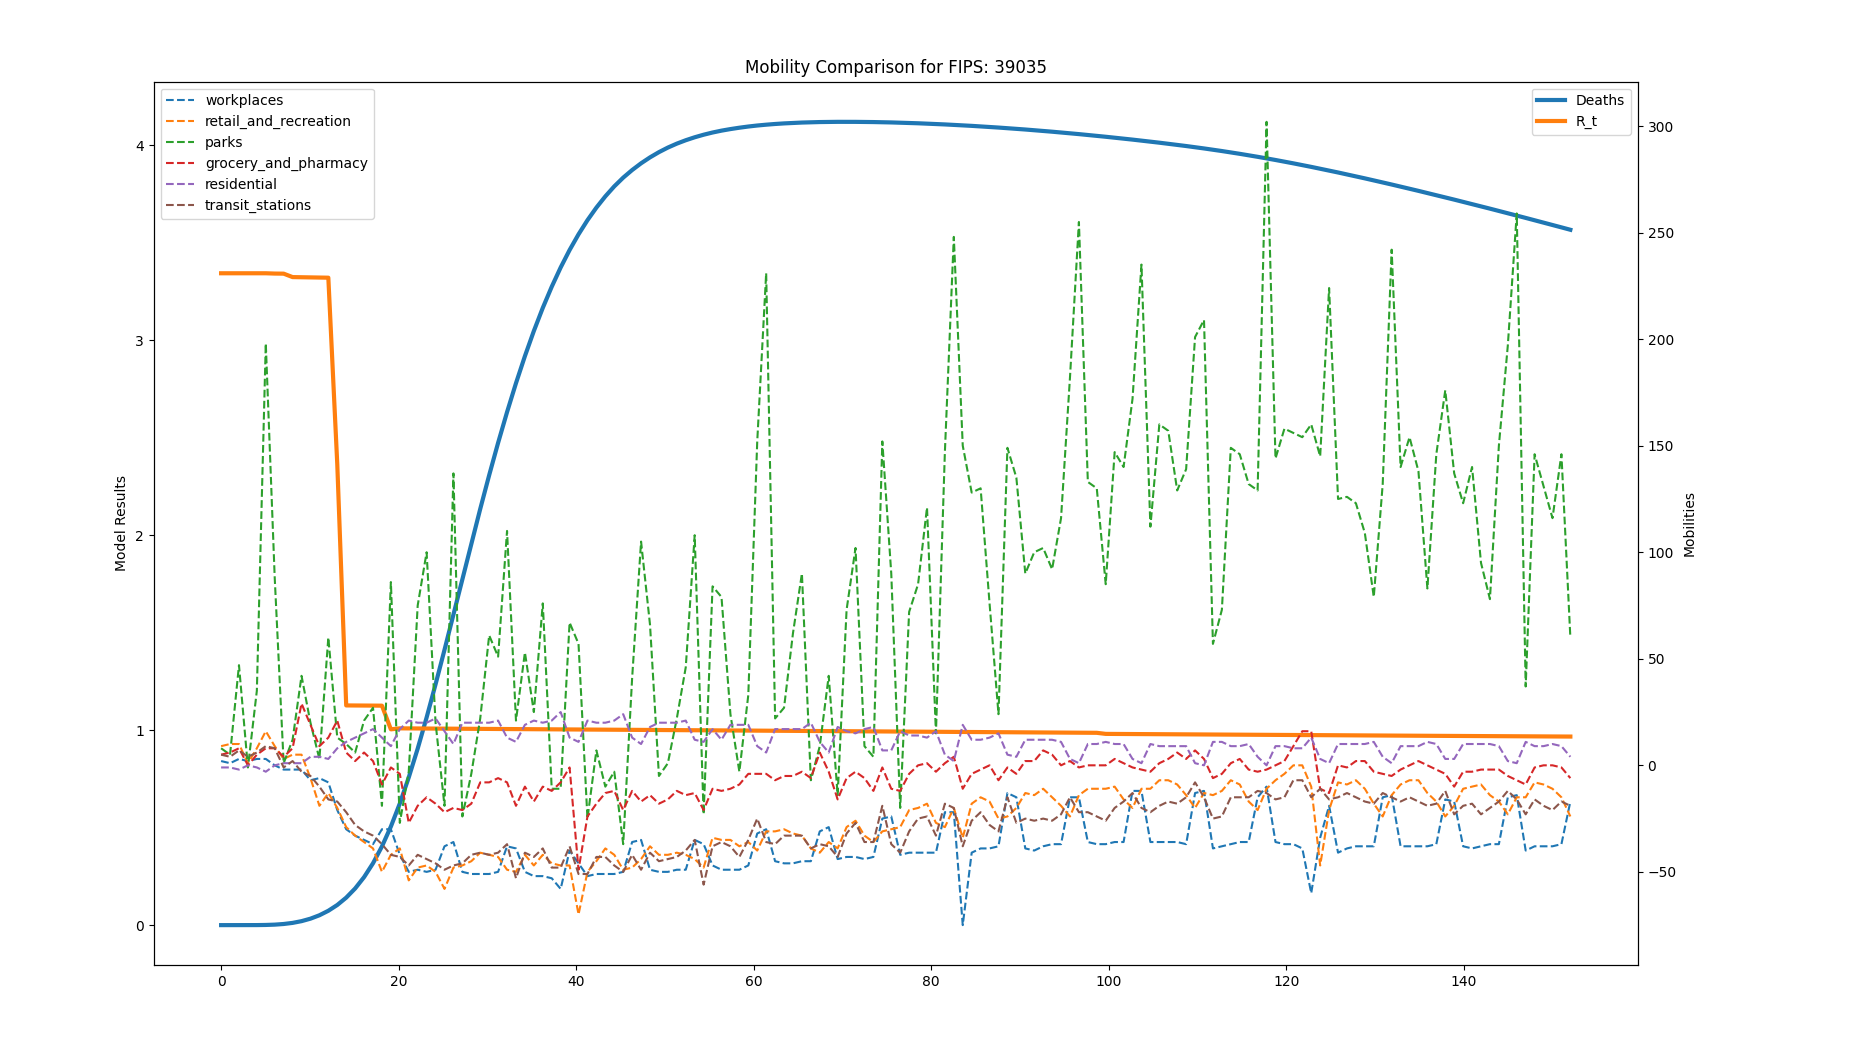 Mobility Comparison for FIPS: 39035
workplaces
retail_and_recreation
parks
grocery_and_pharmacy
residential
transit_stations
Deaths
R_t
Model Results
4
3
2
1
0
Mobilities
300
250
200
150
100
50
0
−50
0 20 40 60 80 100 120 140